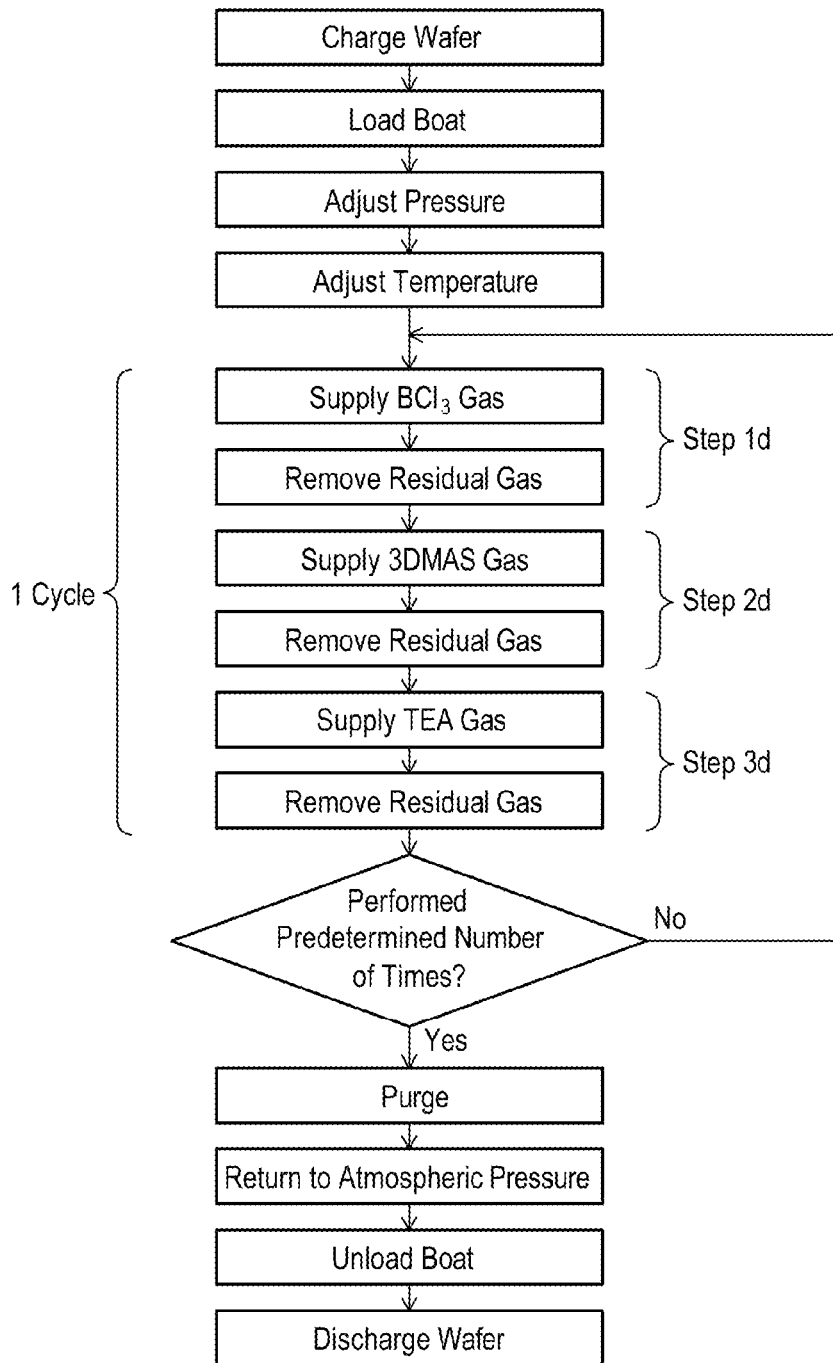 Charge Wafer
Load Boat
Adjust Pressure
Adjust Temperature
Supply BCl₃ Gas
Step 1d
Remove Residual Gas
Supply 3DMAS Gas
1 Cycle
Step 2d
Remove Residual Gas
Supply TEA Gas
Step 3d
Remove Residual Gas
Performed
Predetermined Number
of Times?
No
Yes
Purge
Return to Atmospheric Pressure
Unload Boat
Discharge Wafer